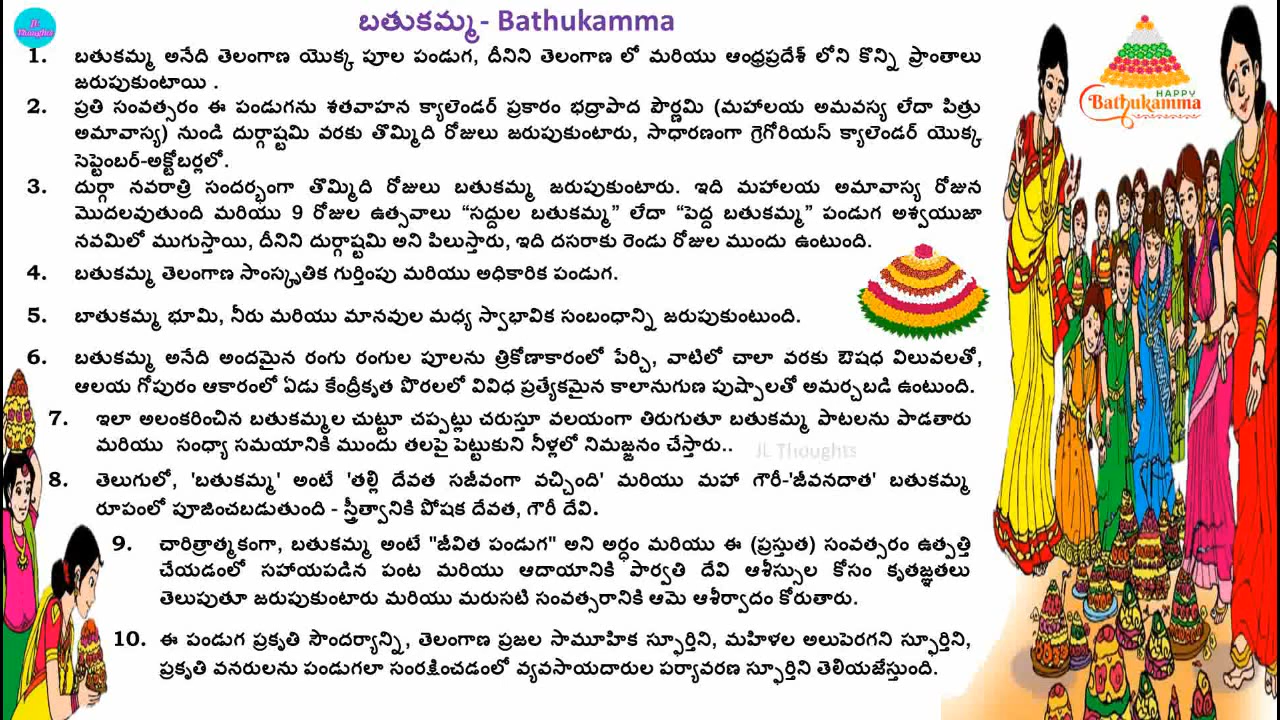 JL
Thoughts
బతుకమ్మ - Bathukamma
1. బతుకమ్మ అనేది తెలంగాణ యొక్క పూల పండుగ, దీనిని తెలంగాణ లో మరియు ఆంధ్రప్రదేశ్ లోని కొన్ని ప్రాంతాలు
జరుపుకుంటాయి .
2. ప్రతి సంవత్సరం ఈ పండుగను శతవాహన క్యాలెండర్ ప్రకారం భద్రాపాద పౌర్ణమి (మహాలయ అమవస్య లేదా పితృ
అమావాస్య) నుండి దుర్గాష్టమి వరకు తొమ్మిది రోజులు జరుపుకుంటారు, సాధారణంగా గ్రెగోరియస్ క్యాలెండర్ యొక్క
సెప్టెంబర్-అక్టోబర్లలో.
3. దుర్గా నవరాత్రి సందర్భంగా తొమ్మిది రోజులు బతుకమ్మ జరుపుకుంటారు. ఇది మహాలయ అమావాస్య రోజున
మొదలవుతుంది మరియు 9 రోజుల ఉత్సవాలు “సద్దుల బతుకమ్మ” లేదా “పెద్ద బతుకమ్మ” పండుగ అశ్వయుజా
నవమిలో ముగుస్తాయి, దీనిని దుర్గాష్టమి అని పిలుస్తారు, ఇది దసరాకు రెండు రోజుల ముందు ఉంటుంది.
4. బతుకమ్మ తెలంగాణ సాంస్కృతిక గుర్తింపు మరియు అధికారిక పండుగ.
5. బాతుకమ్మ భూమి, నీరు మరియు మానవుల మధ్య స్వాభావిక సంబంధాన్ని జరుపుకుంటుంది.
6. బతుకమ్మ అనేది అందమైన రంగు రంగుల పూలను త్రికోణాకారంలో పేర్చి, వాటిలో చాలా వరకు ఔషధ విలువలతో,
ఆలయ గోపురం ఆకారంలో ఏడు కేంద్రీకృత పొరలలో వివిధ ప్రత్యేకమైన కాలానుగుణ పుష్పాలతో అమర్చబడి ఉంటుంది.
7. ఇలా అలంకరించిన బతుకమ్మల చుట్టూ చప్పట్లు చరుస్తూ వలయంగా తిరుగుతూ బతుకమ్మ పాటలను పాడతారు
మరియు సంధ్యా సమయానికి ముందు తలపై పెట్టుకుని నీళ్లలో నిమజ్జనం చేస్తారు..
JL Thoughts
8. తెలుగులో, 'బతుకమ్మ' అంటే 'తల్లి దేవత సజీవంగా వచ్చింది' మరియు మహా గౌరీ-'జీవనదాత' బతుకమ్మ
రూపంలో పూజించబడుతుంది - స్త్రీత్వానికి పోషక దేవత, గౌరీ దేవి.
9. చారిత్రాత్మకంగా, బతుకమ్మ అంటే "జీవిత పండుగ" అని అర్ధం మరియు ఈ (ప్రస్తుత) సంవత్సరం ఉత్పత్తి
చేయడంలో సహాయపడిన పంట మరియు ఆదాయానికి పార్వతి దేవి ఆశీస్సుల కోసం కృతజ్ఞతలు
తెలుపుతూ జరుపుకుంటారు మరియు మరుసటి సంవత్సరానికి ఆమె ఆశీర్వాదం కోరుతారు.
10. ఈ పండుగ ప్రకృతి సౌందర్యాన్ని, తెలంగాణ ప్రజల సామూహిక స్ఫూర్తిని, మహిళల అలుపెరగని స్ఫూర్తిని,
ప్రకృతి వనరులను పండుగలా సంరక్షించడంలో వ్యవసాయదారుల పర్యావరణ స్ఫూర్తిని తెలియజేస్తుంది.
HAPPY
Bathukamma